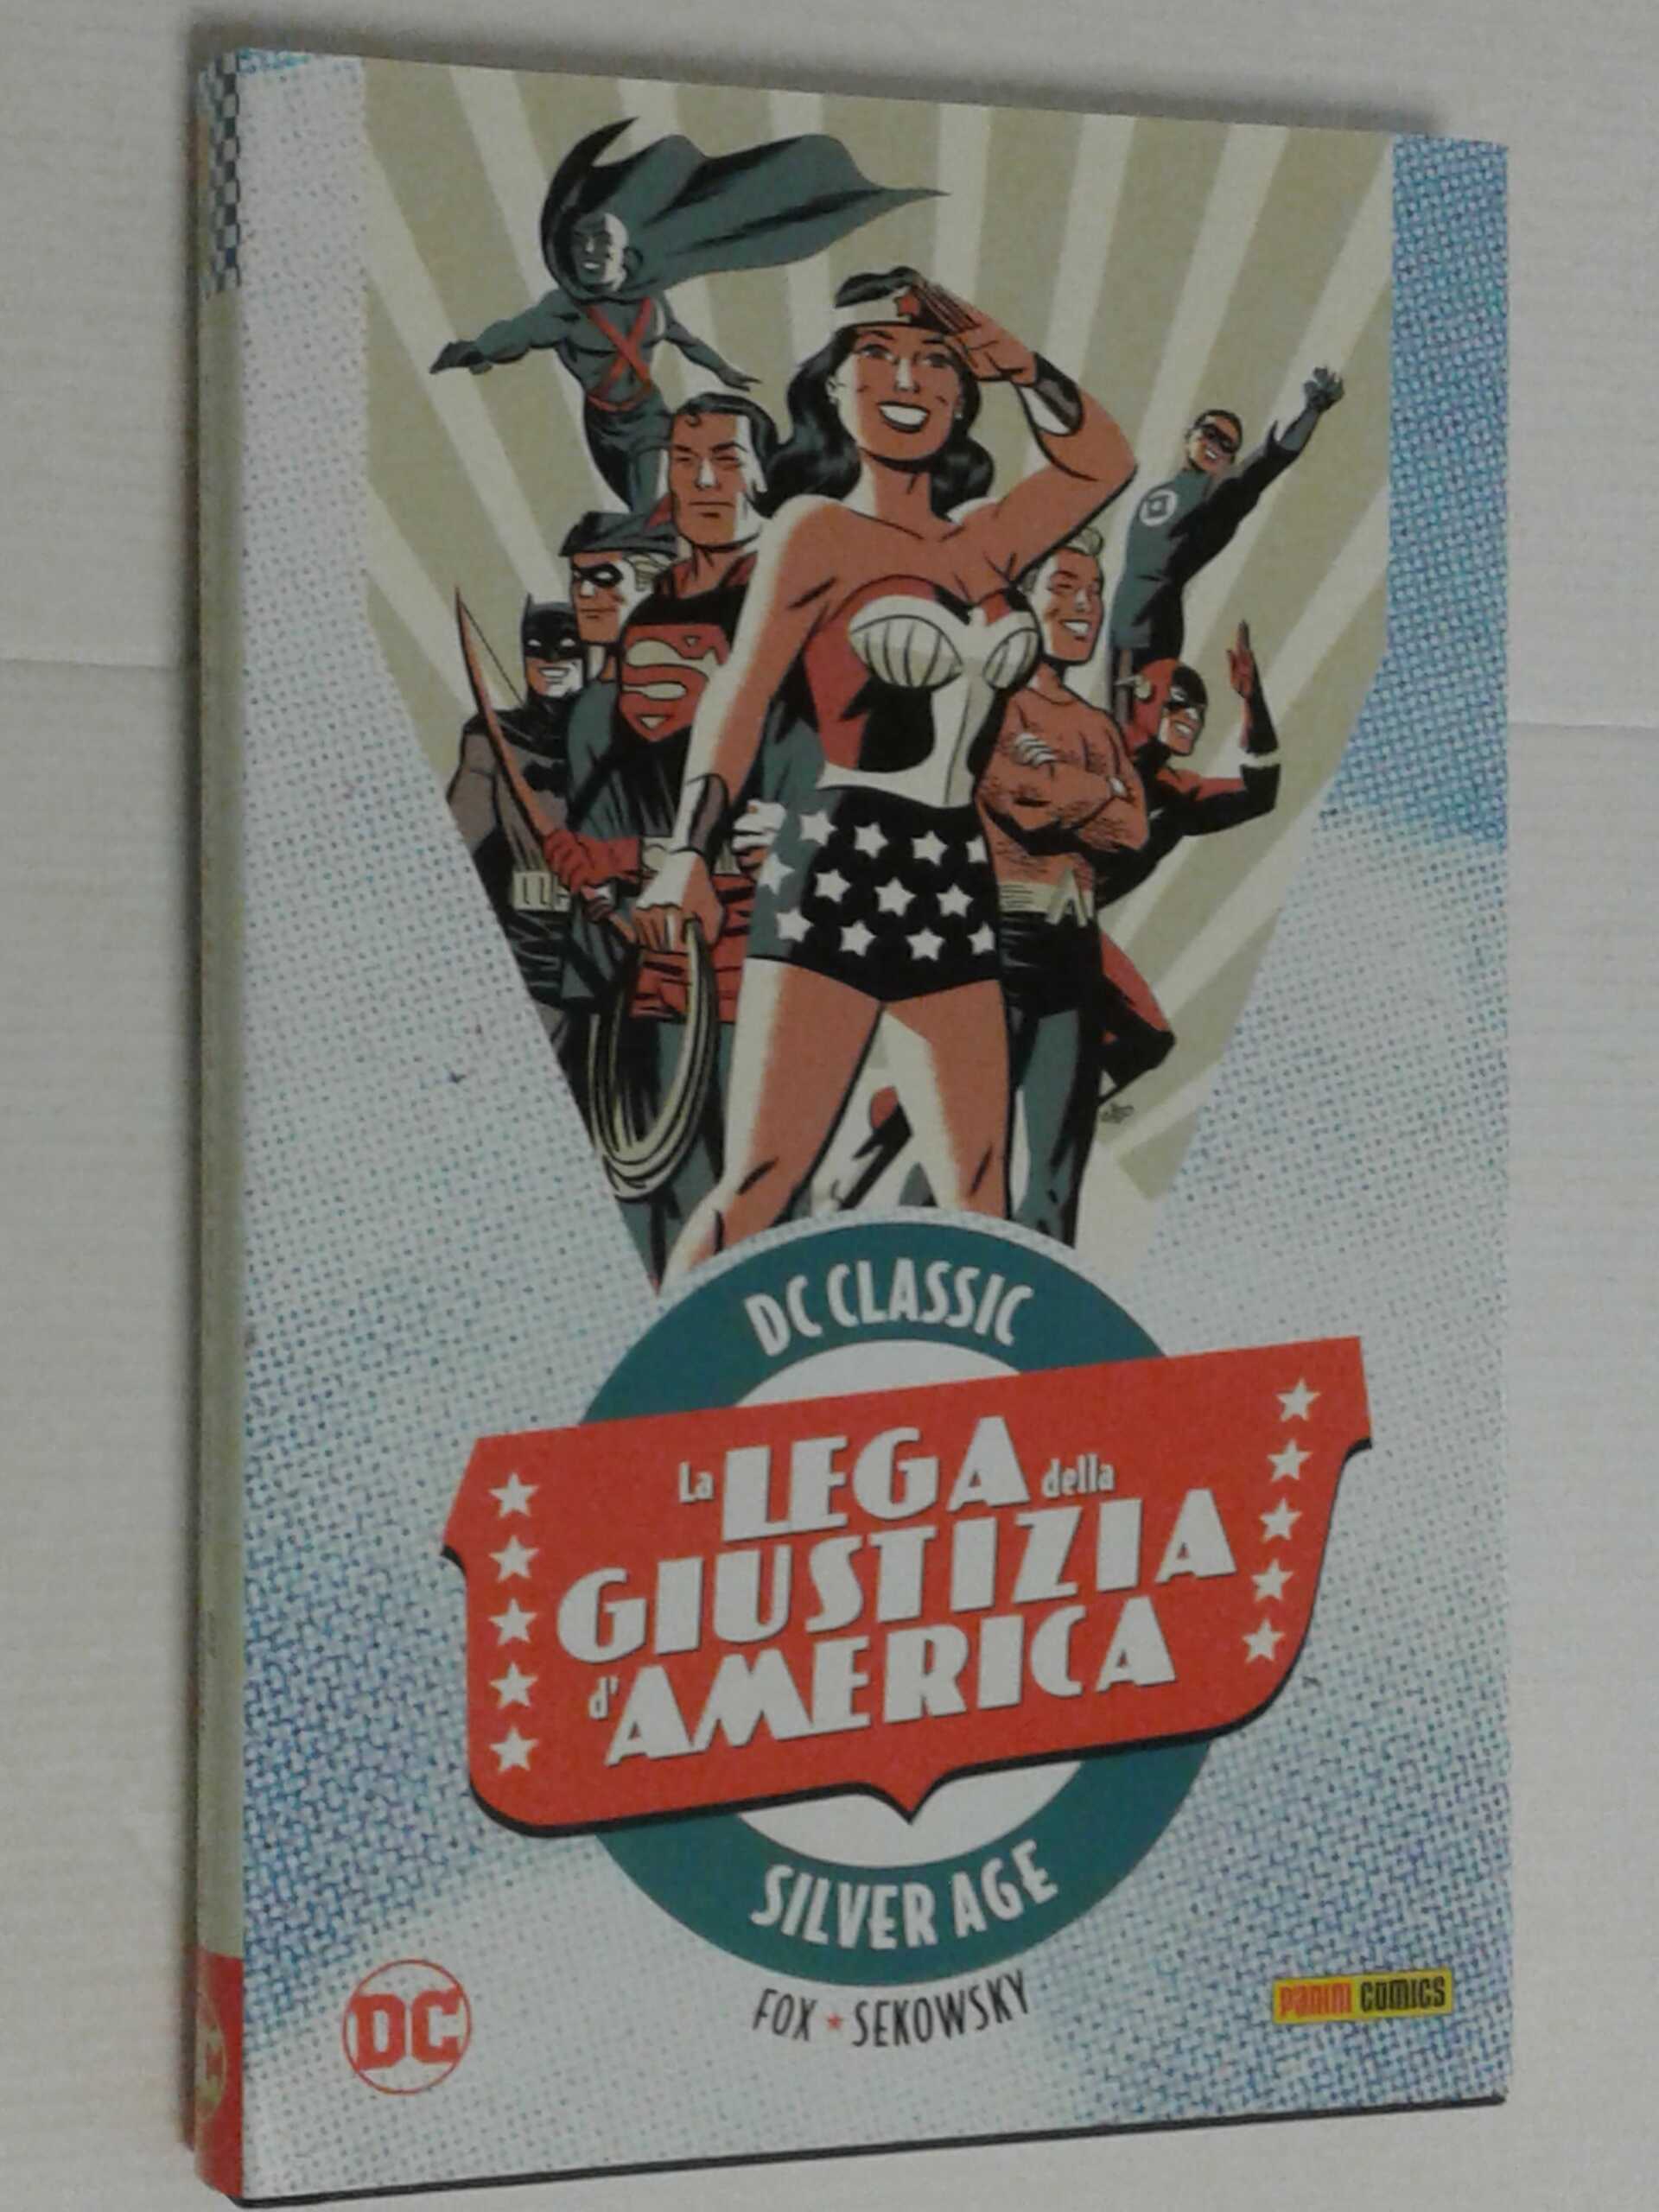 DC CLASSIC
La LEGA della
GIUSTIZIA
d'AMERICA
SILVER AGE
FOX ★ SEKOWSKY
DC
PANINI COMICS